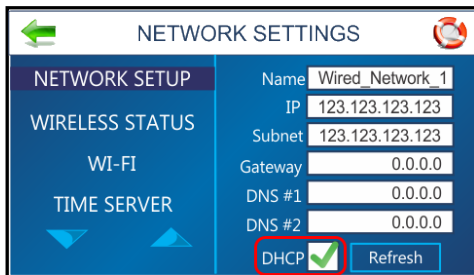 NETWORK SETTINGS
NETWORK SETUP
WIRELESS STATUS
WI-FI
TIME SERVER
Name Wired_Network_1
IP 123.123.123.123
Subnet 123.123.123.123
Gateway 0.0.0.0
DNS #1 0.0.0.0
DNS #2 0.0.0.0
DHCP Refresh